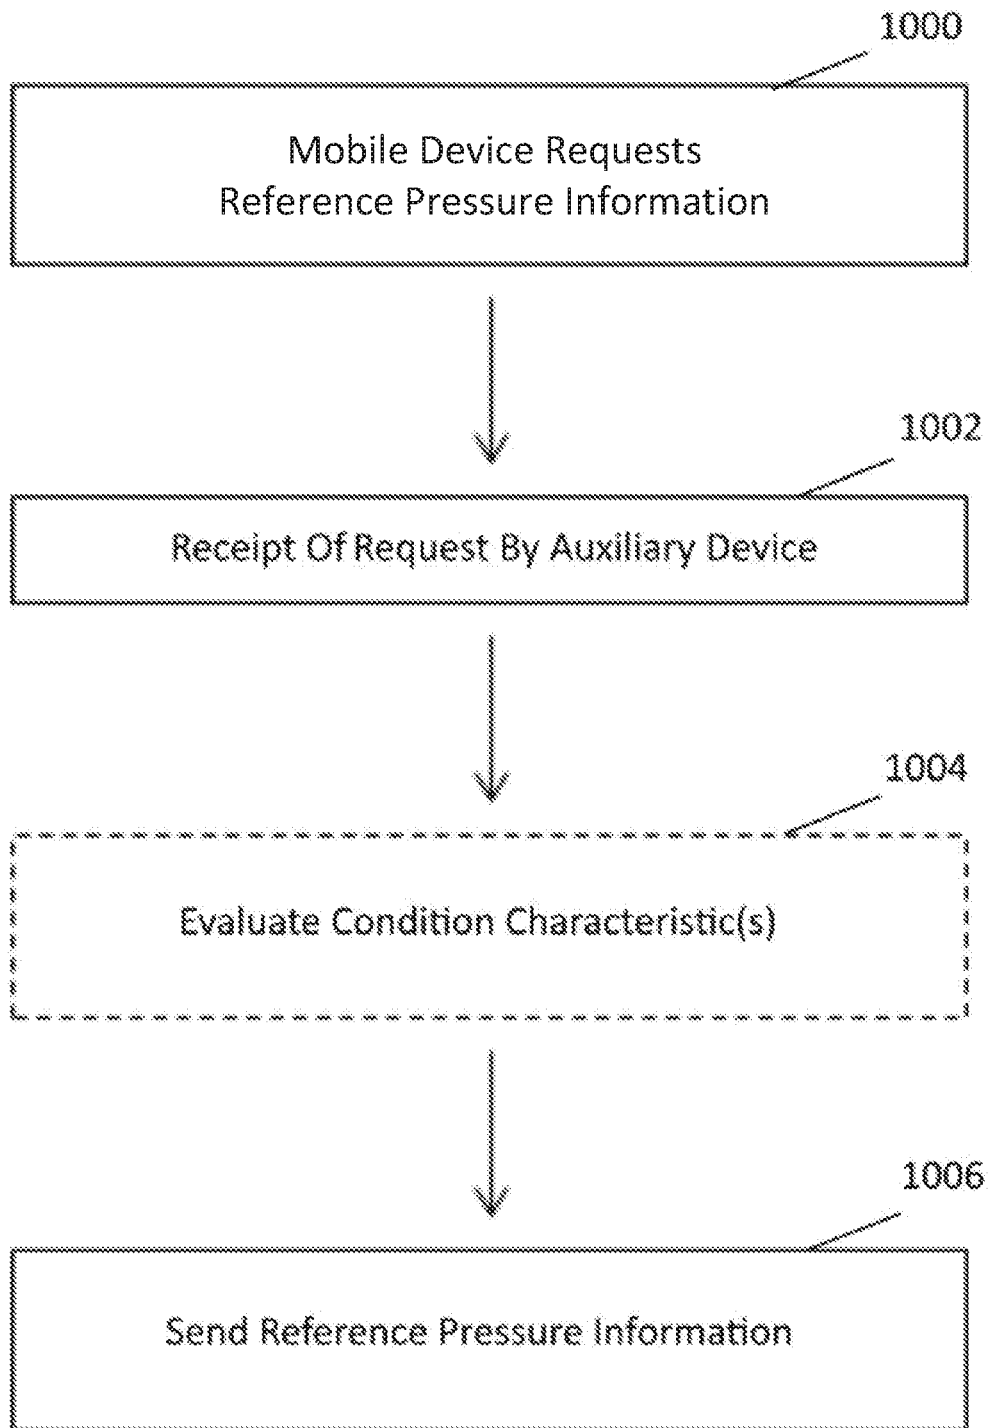 1000
Mobile Device Requests
Reference Pressure Information
1002
Receipt Of Request By Auxiliary Device
1004
Evaluate Condition Characteristic(s)
1006
Send Reference Pressure Information